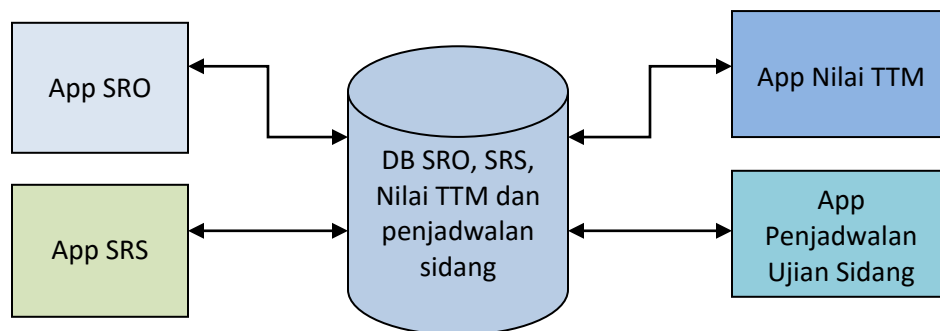 App SRO
App SRS
DB SRO, SRS,
Nilai TTM dan
penjadwalan
sidang
App Nilai TTM
App
Penjadwalan
Ujian Sidang